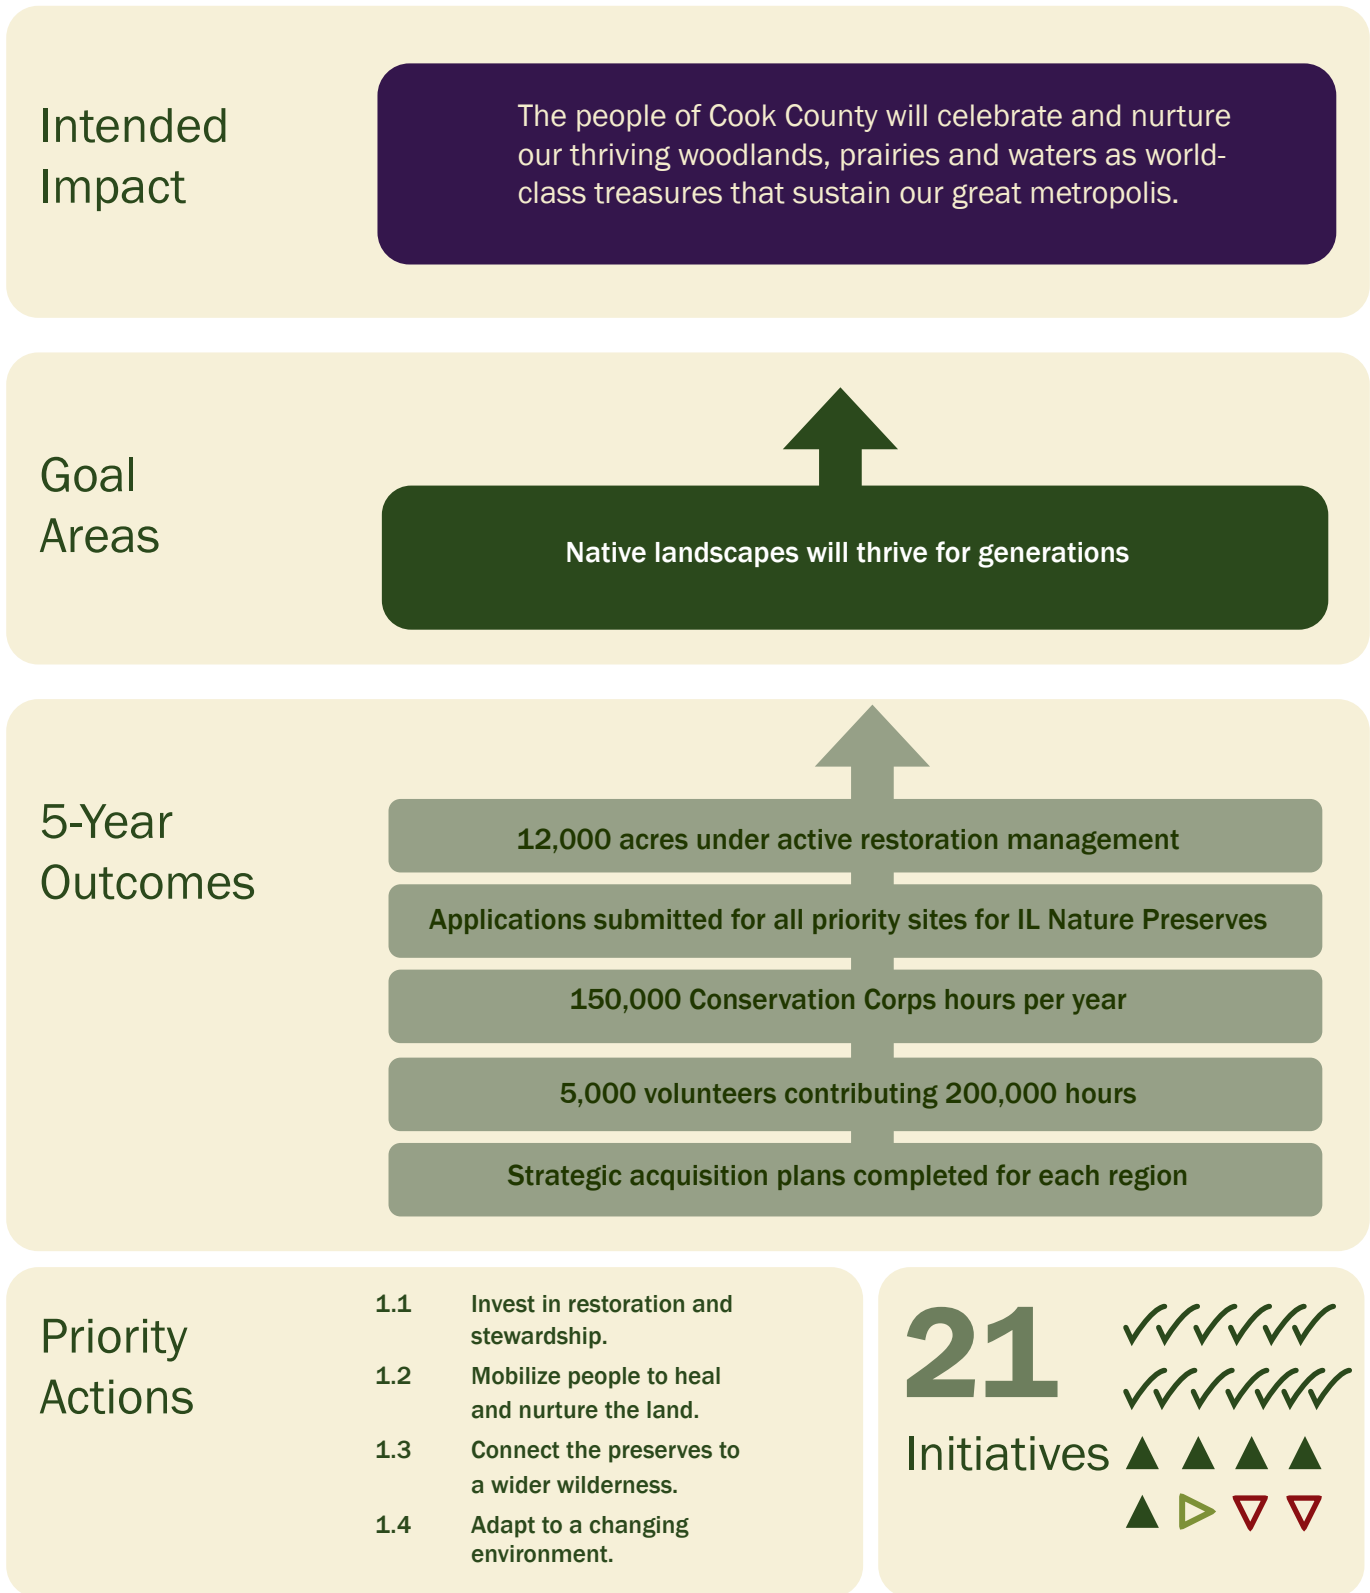 Intended
Impact
The people of Cook County will celebrate and nurture
our thriving woodlands, prairies and waters as world-
class treasures that sustain our great metropolis.
Goal
Areas
Native landscapes will thrive for generations
5-Year
Outcomes
12,000 acres under active restoration management
Applications submitted for all priority sites for IL Nature Preserves
150,000 Conservation Corps hours per year
5,000 volunteers contributing 200,000 hours
Strategic acquisition plans completed for each region
Priority
Actions
1.1 Invest in restoration and
stewardship.
1.2 Mobilize people to heal
and nurture the land.
1.3 Connect the preserves to
a wider wilderness.
1.4 Adapt to a changing
environment.
21
Initiatives